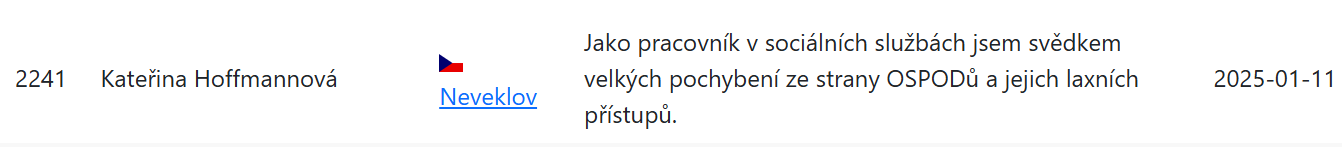 2241 Kateřina Hoffmannová Neveklov Jako pracovník v sociálních službách jsem svědkem
velkých pochybení ze strany OSPODů a jejich laxních
přístupů. 2025-01-11